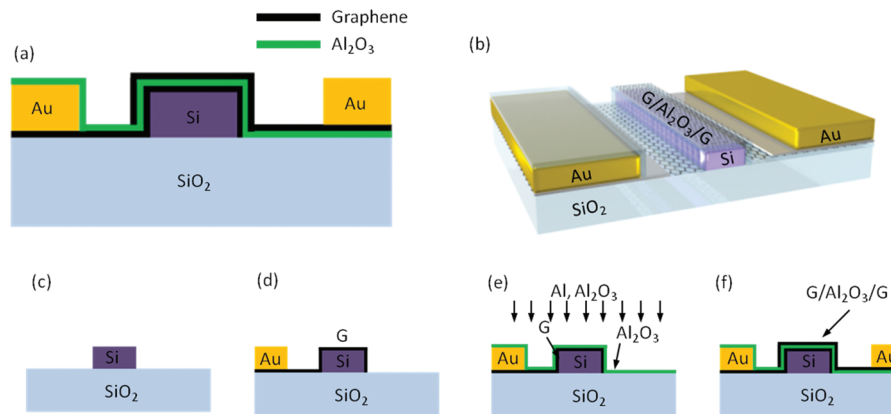 Graphene
Al₂O₃
(a)
Au
Si
Au
SiO₂
(b)
G/Al₂O₃/G
Au
Si
Au
SiO₂
(c)
Si
SiO₂
(d)
G
Au
Si
SiO₂
(e)
Al, Al₂O₃
G
Al₂O₃
Au
Si
SiO₂
(f)
G/Al₂O₃/G
Au
Si
Au
SiO₂